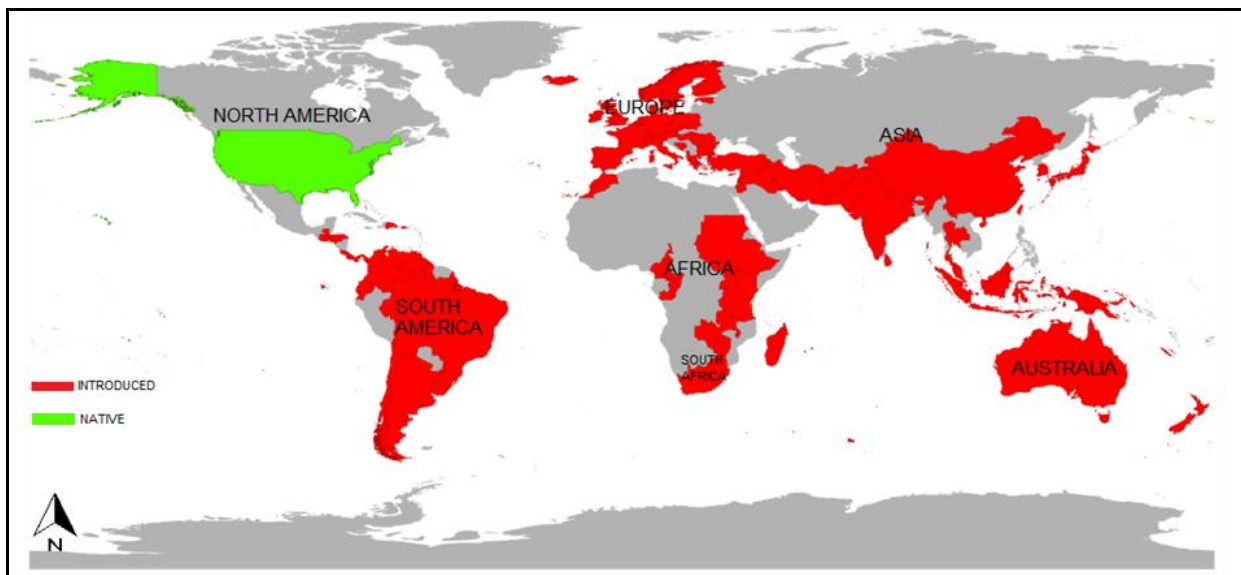 NORTH AMERICA
EUROPE
ASIA
AFRICA
SOUTH
AMERICA
SOUTH
AFRICA
AUSTRALIA
INTRODUCED
NATIVE
N